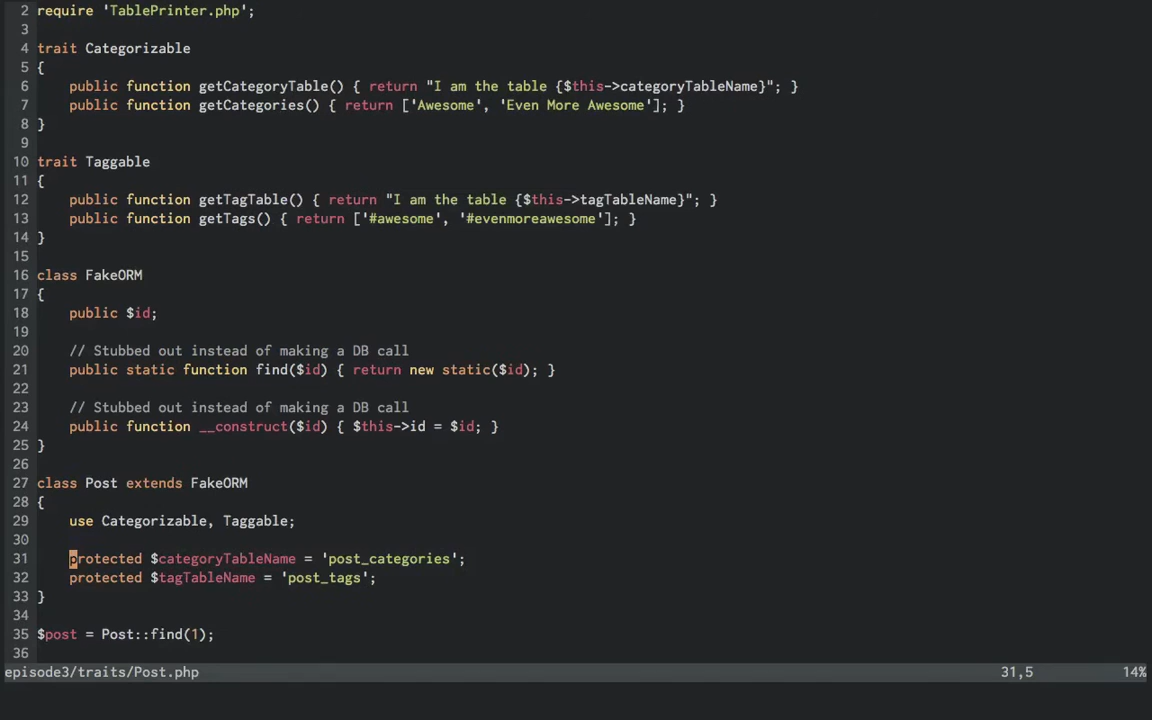 2 require 'TablePrinter.php';
3
4 trait Categorizable
5 {
6     public function getCategoryTable() { return "I am the table {$this->categoryTableName}"; }
7     public function getCategories() { return ['Awesome', 'Even More Awesome']; }
8 }
9
10 trait Taggable
11 {
12     public function getTagTable() { return "I am the table {$this->tagTableName}"; }
13     public function getTags() { return ['#awesome', '#evenmoreawesome']; }
14 }
15
16 class FakeORM
17 {
18     public $id;
19
20     // Stubbed out instead of making a DB call
21     public static function find($id) { return new static($id); }
22
23     // Stubbed out instead of making a DB call
24     public function __construct($id) { $this->id = $id; }
25 }
26
27 class Post extends FakeORM
28 {
29     use Categorizable, Taggable;
30
31     protected $categoryTableName = 'post_categories';
32     protected $tagTableName = 'post_tags';
33 }
34
35 $post = Post::find(1);
36
episode3/traits/Post.php 31,5 14%